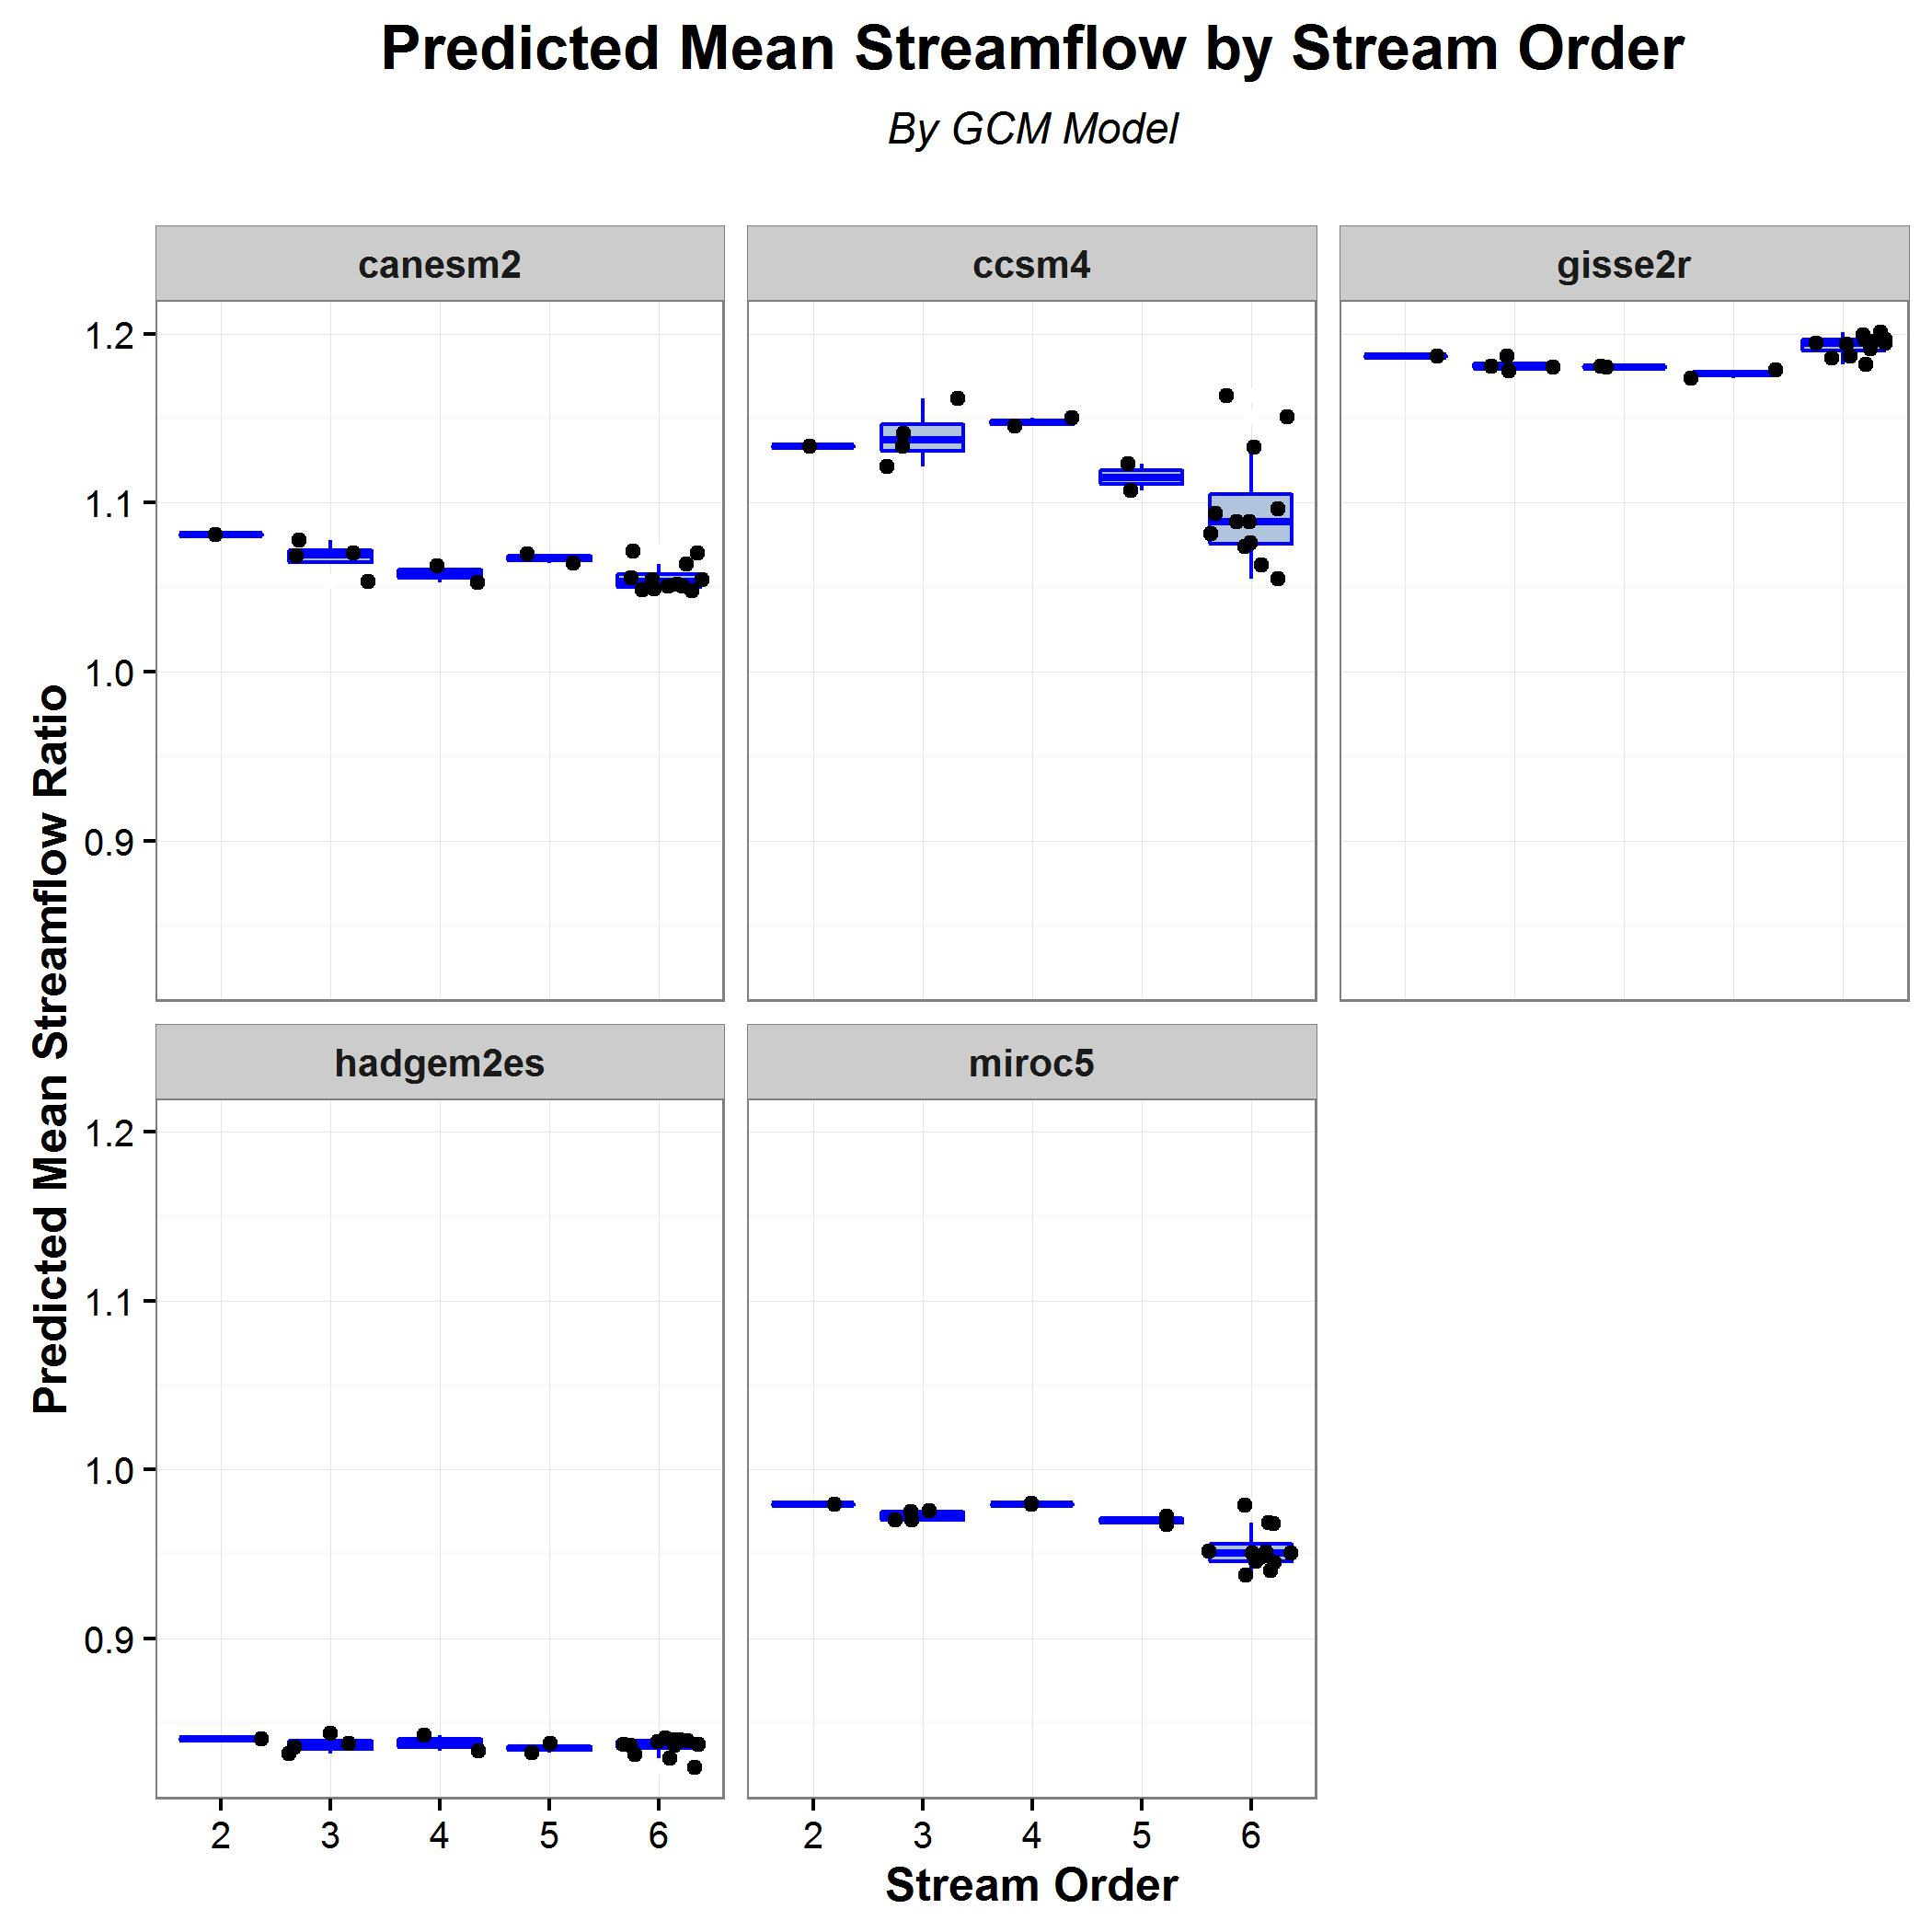 Predicted Mean Streamflow by Stream Order
By GCM Model
canesm2
ccsm4
gisse2r
1.2
1.1
1.0
0.9
Predicted Mean Streamflow Ratio
hadgem2es
miroc5
1.2
1.1
1.0
0.9
2 3 4 5 6
2 3 4 5 6
Stream Order